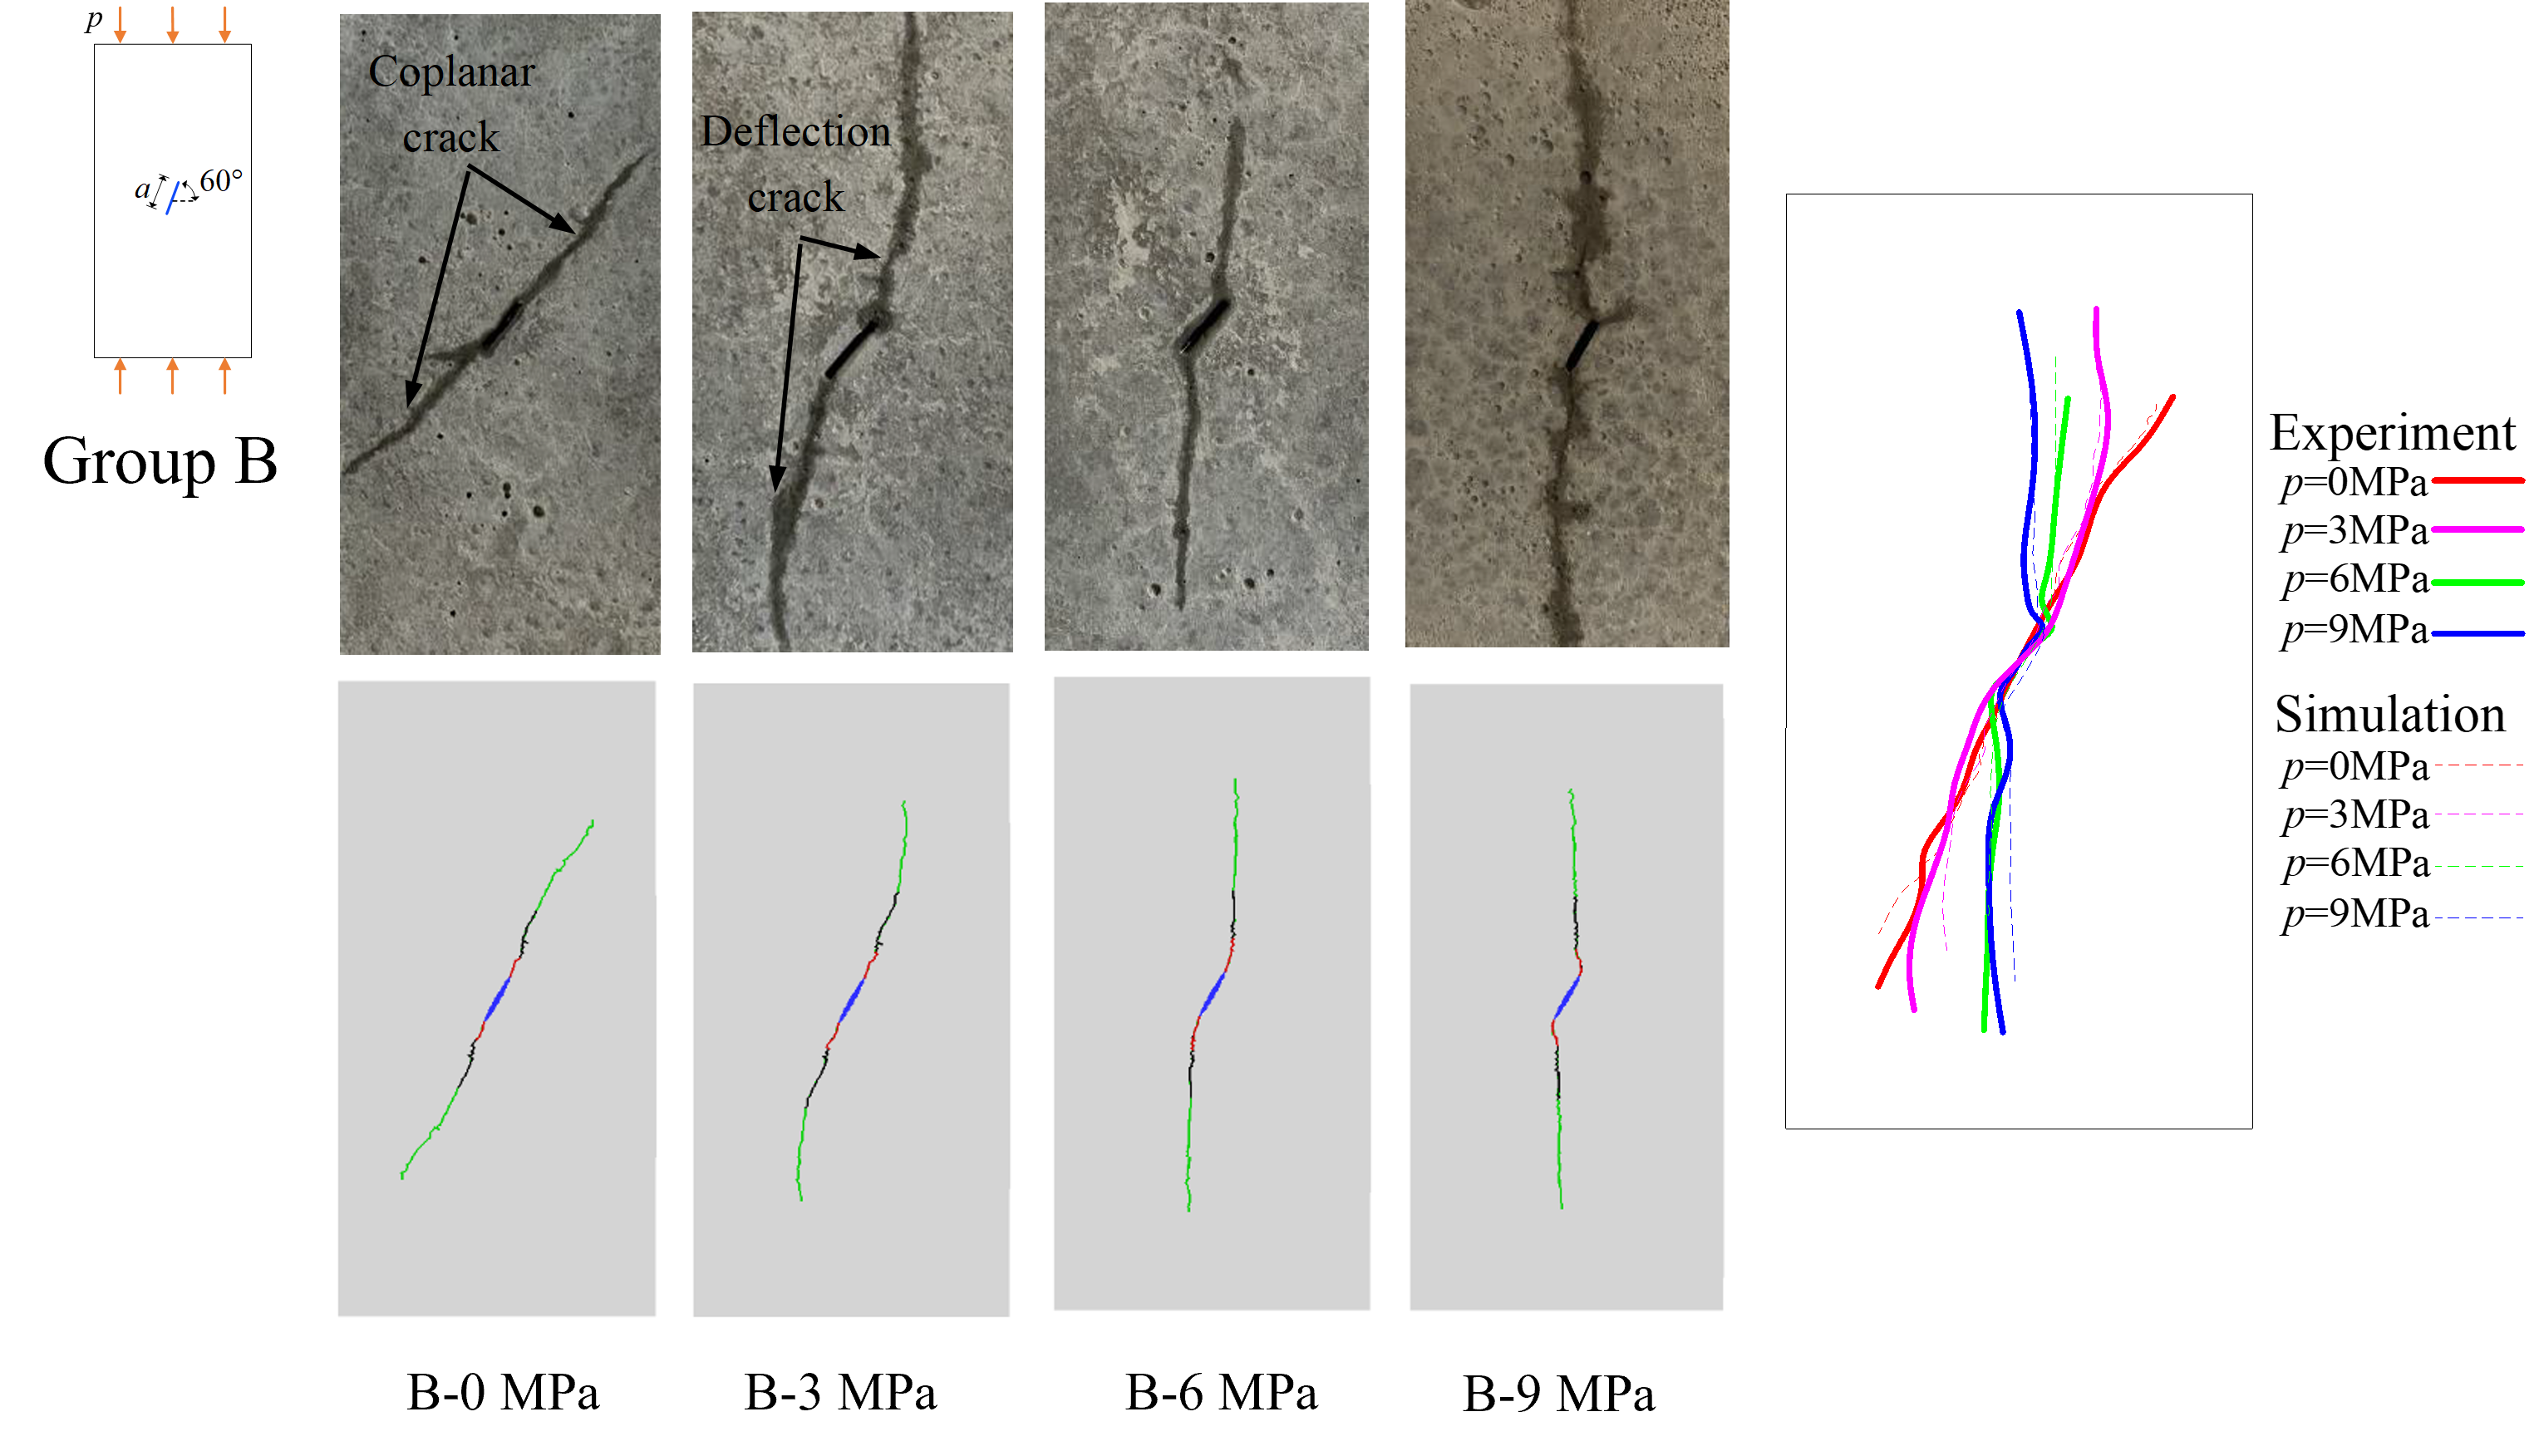 p
a
60°
Group B
Coplanar
crack
Deflection
crack
B-0 MPa
B-3 MPa
B-6 MPa
B-9 MPa
Experiment
p=0MPa
p=3MPa
p=6MPa
p=9MPa
Simulation
p=0MPa
p=3MPa
p=6MPa
p=9MPa